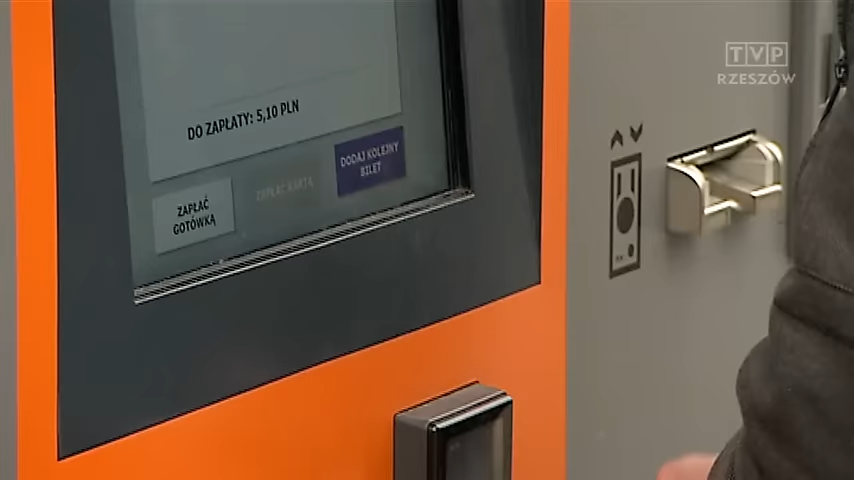 TVP
RZESZÓW
DO ZAPŁATY: 5,10 PLN
DODAJ KOLEJNY
BILET
ZAPŁAĆ KARTĄ
ZAPŁAĆ
GOTÓWKĄ